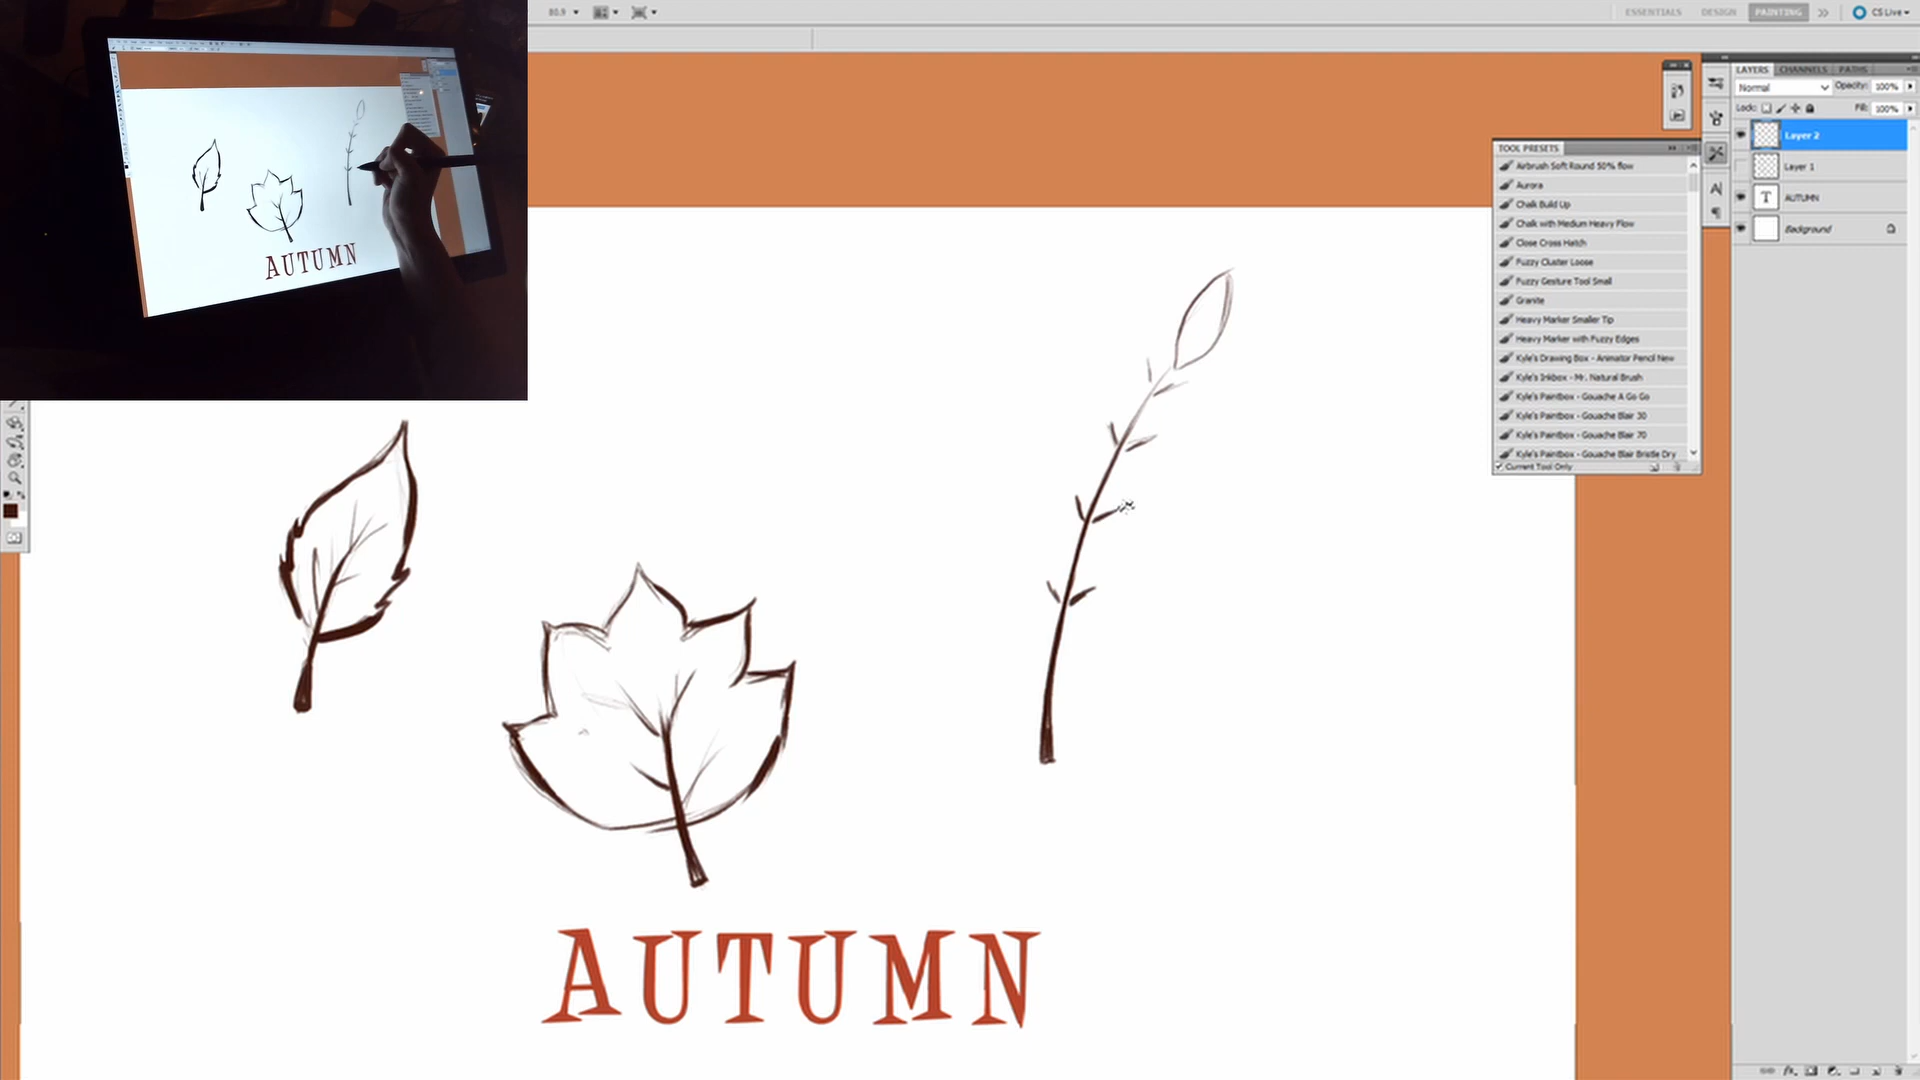 80.9
ESSENTIALS DESIGN PAINTING CS Live
LAYERS CHANNELS PATHS
Normal Opacity: 100%
Lock: Fill: 100%
Layer 2
Layer 1
T AUTUMN
Background
TOOL PRESETS
Airbrush Soft Round 50% flow
Aurora
Chalk Build Up
Chalk with Medium Heavy Flow
Close Cross Hatch
Fuzzy Cluster Loose
Fuzzy Gesture Tool Small
Granite
Heavy Marker Smaller Tip
Heavy Marker with Fuzzy Edges
Kyle's Drawing Box - Animator Pencil New
Kyle's Inkbox - Mr. Natural Brush
Kyle's Paintbox - Gouache A Go Go
Kyle's Paintbox - Gouache Blair 30
Kyle's Paintbox - Gouache Blair 70
Kyle's Paintbox - Gouache Blair Bristle Dry
Current Tool Only
AUTUMN
AUTUMN